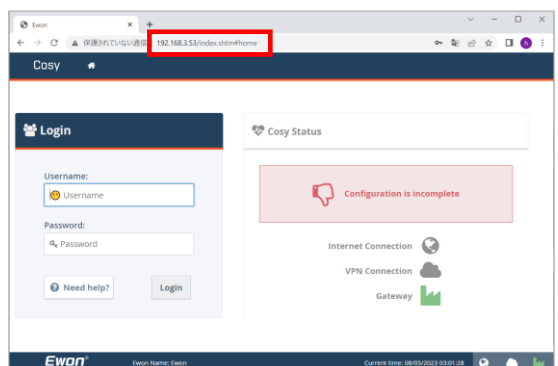 Ewon
保護されていない通信 192.168.3.53/index.shtm#home
h
Cosy
Login
Cosy Status
Username:
Username
Configuration is incomplete
Password:
Password
Internet Connection
VPN Connection
Need help?
Login
Gateway
Ewon®
Ewon Name: Ewon
Current time: 08/05/2023 03:01:28